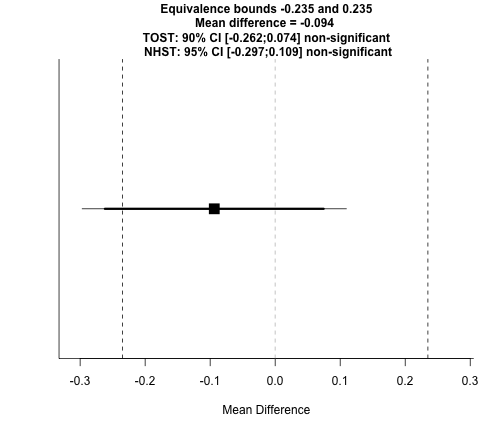 Equivalence bounds -0.235 and 0.235
Mean difference = -0.094
TOST: 90% CI [-0.262;0.074] non-significant
NHST: 95% CI [-0.297;0.109] non-significant
-0.3 -0.2 -0.1 0.0 0.1 0.2 0.3
Mean Difference